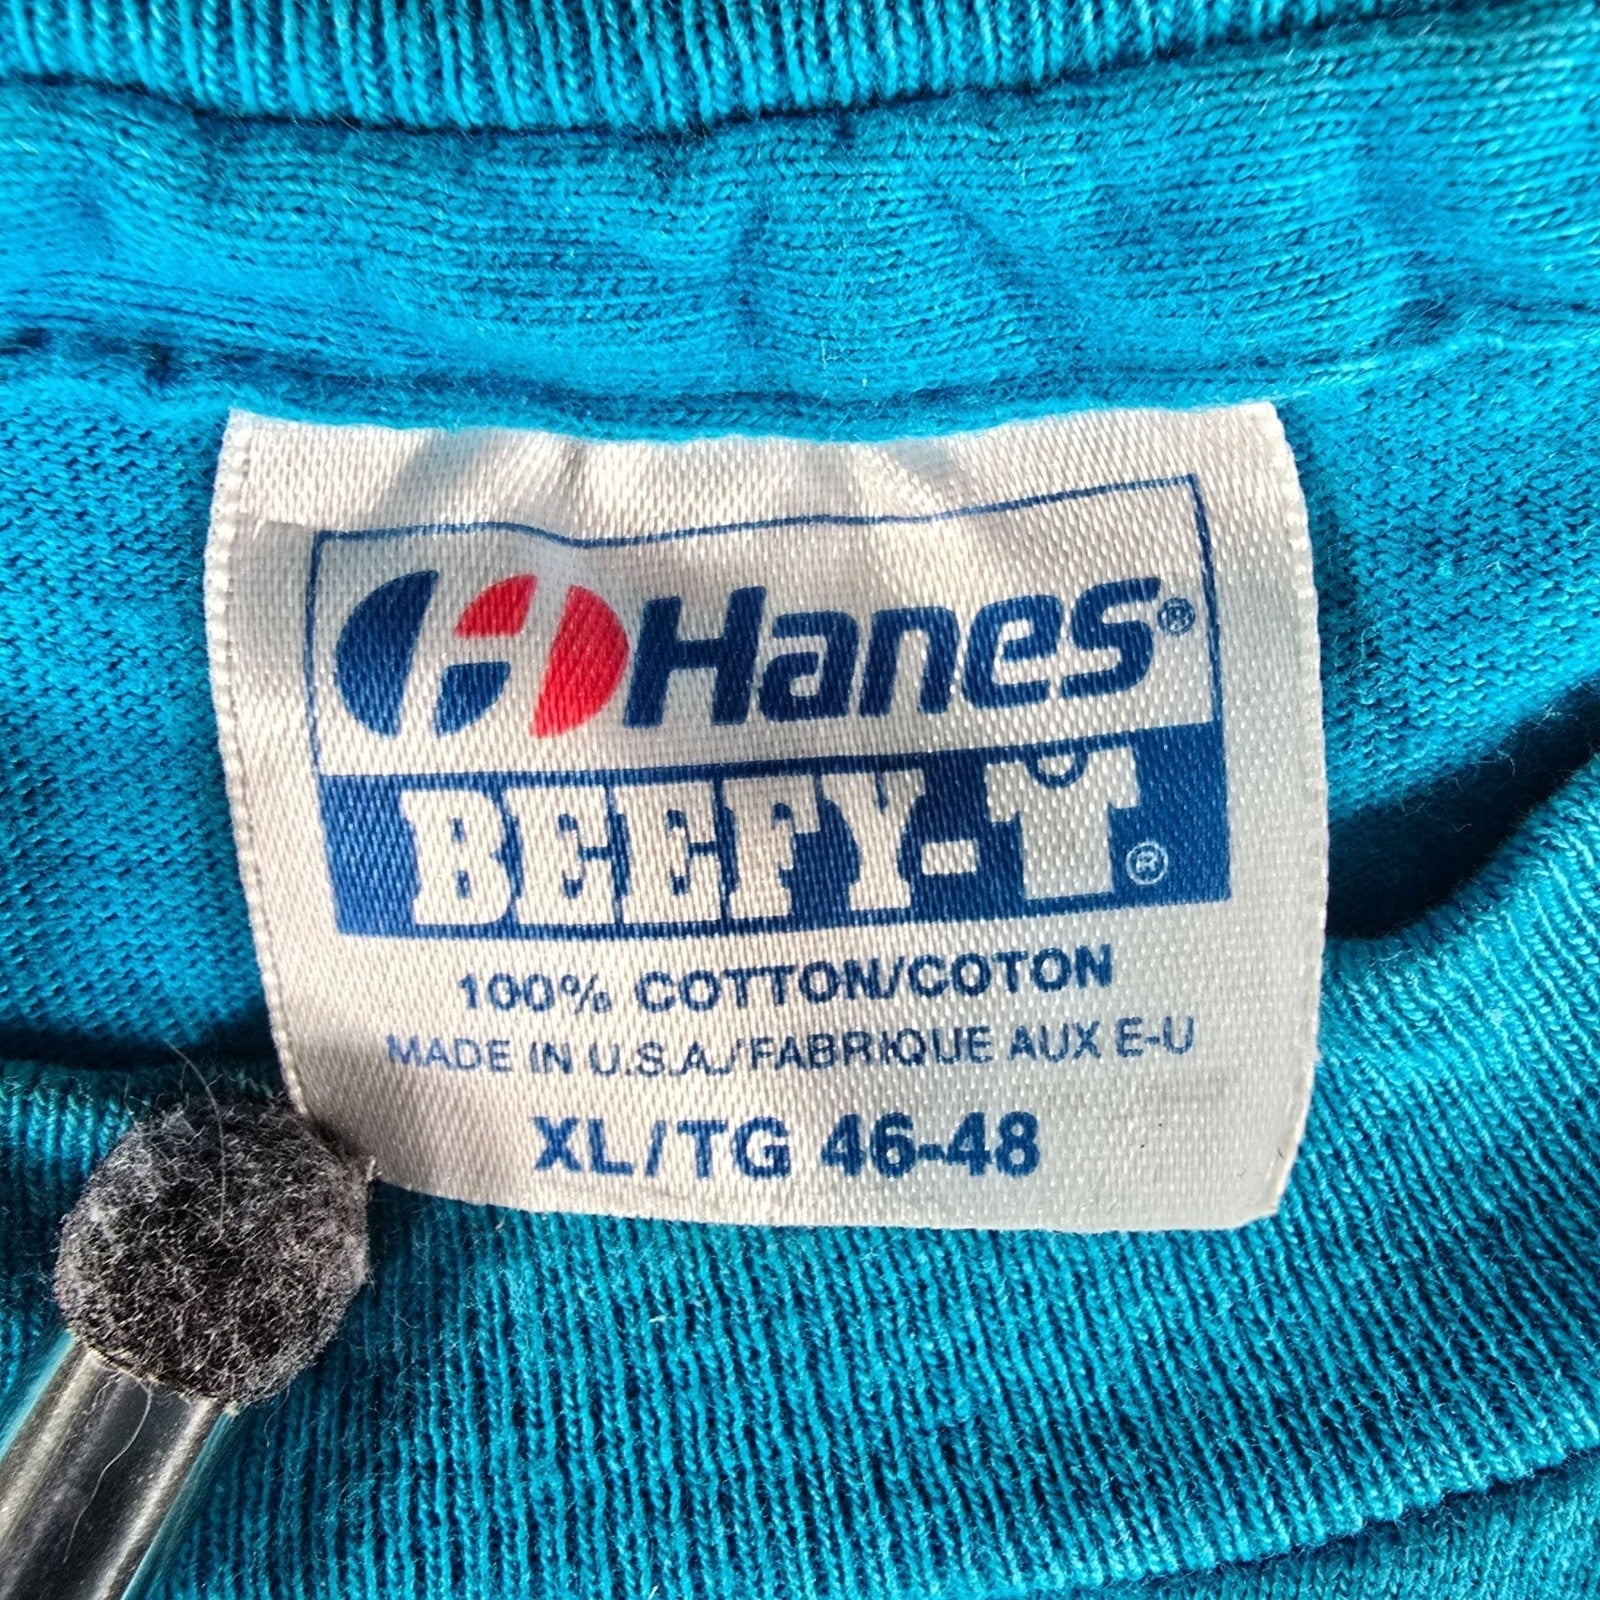 Hanes®
BEEFY-T®
100% COTTON/COTON
MADE IN U.S.A./FABRIQUE AUX E-U
XL/TG 46-48